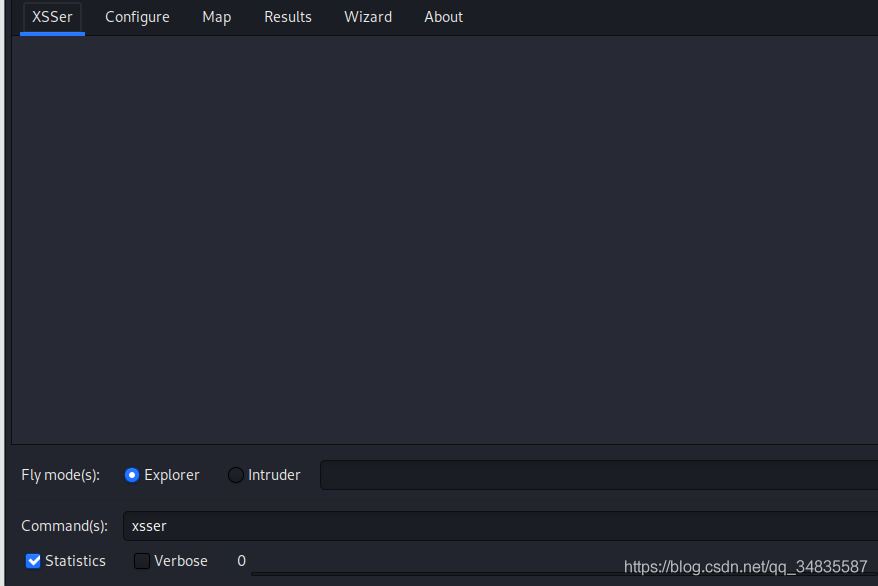 XSSer Configure Map Results Wizard About
Fly mode(s): Explorer Intruder
Command(s): xsser
Statistics Verbose 0
https://blog.csdn.net/qq_34835587